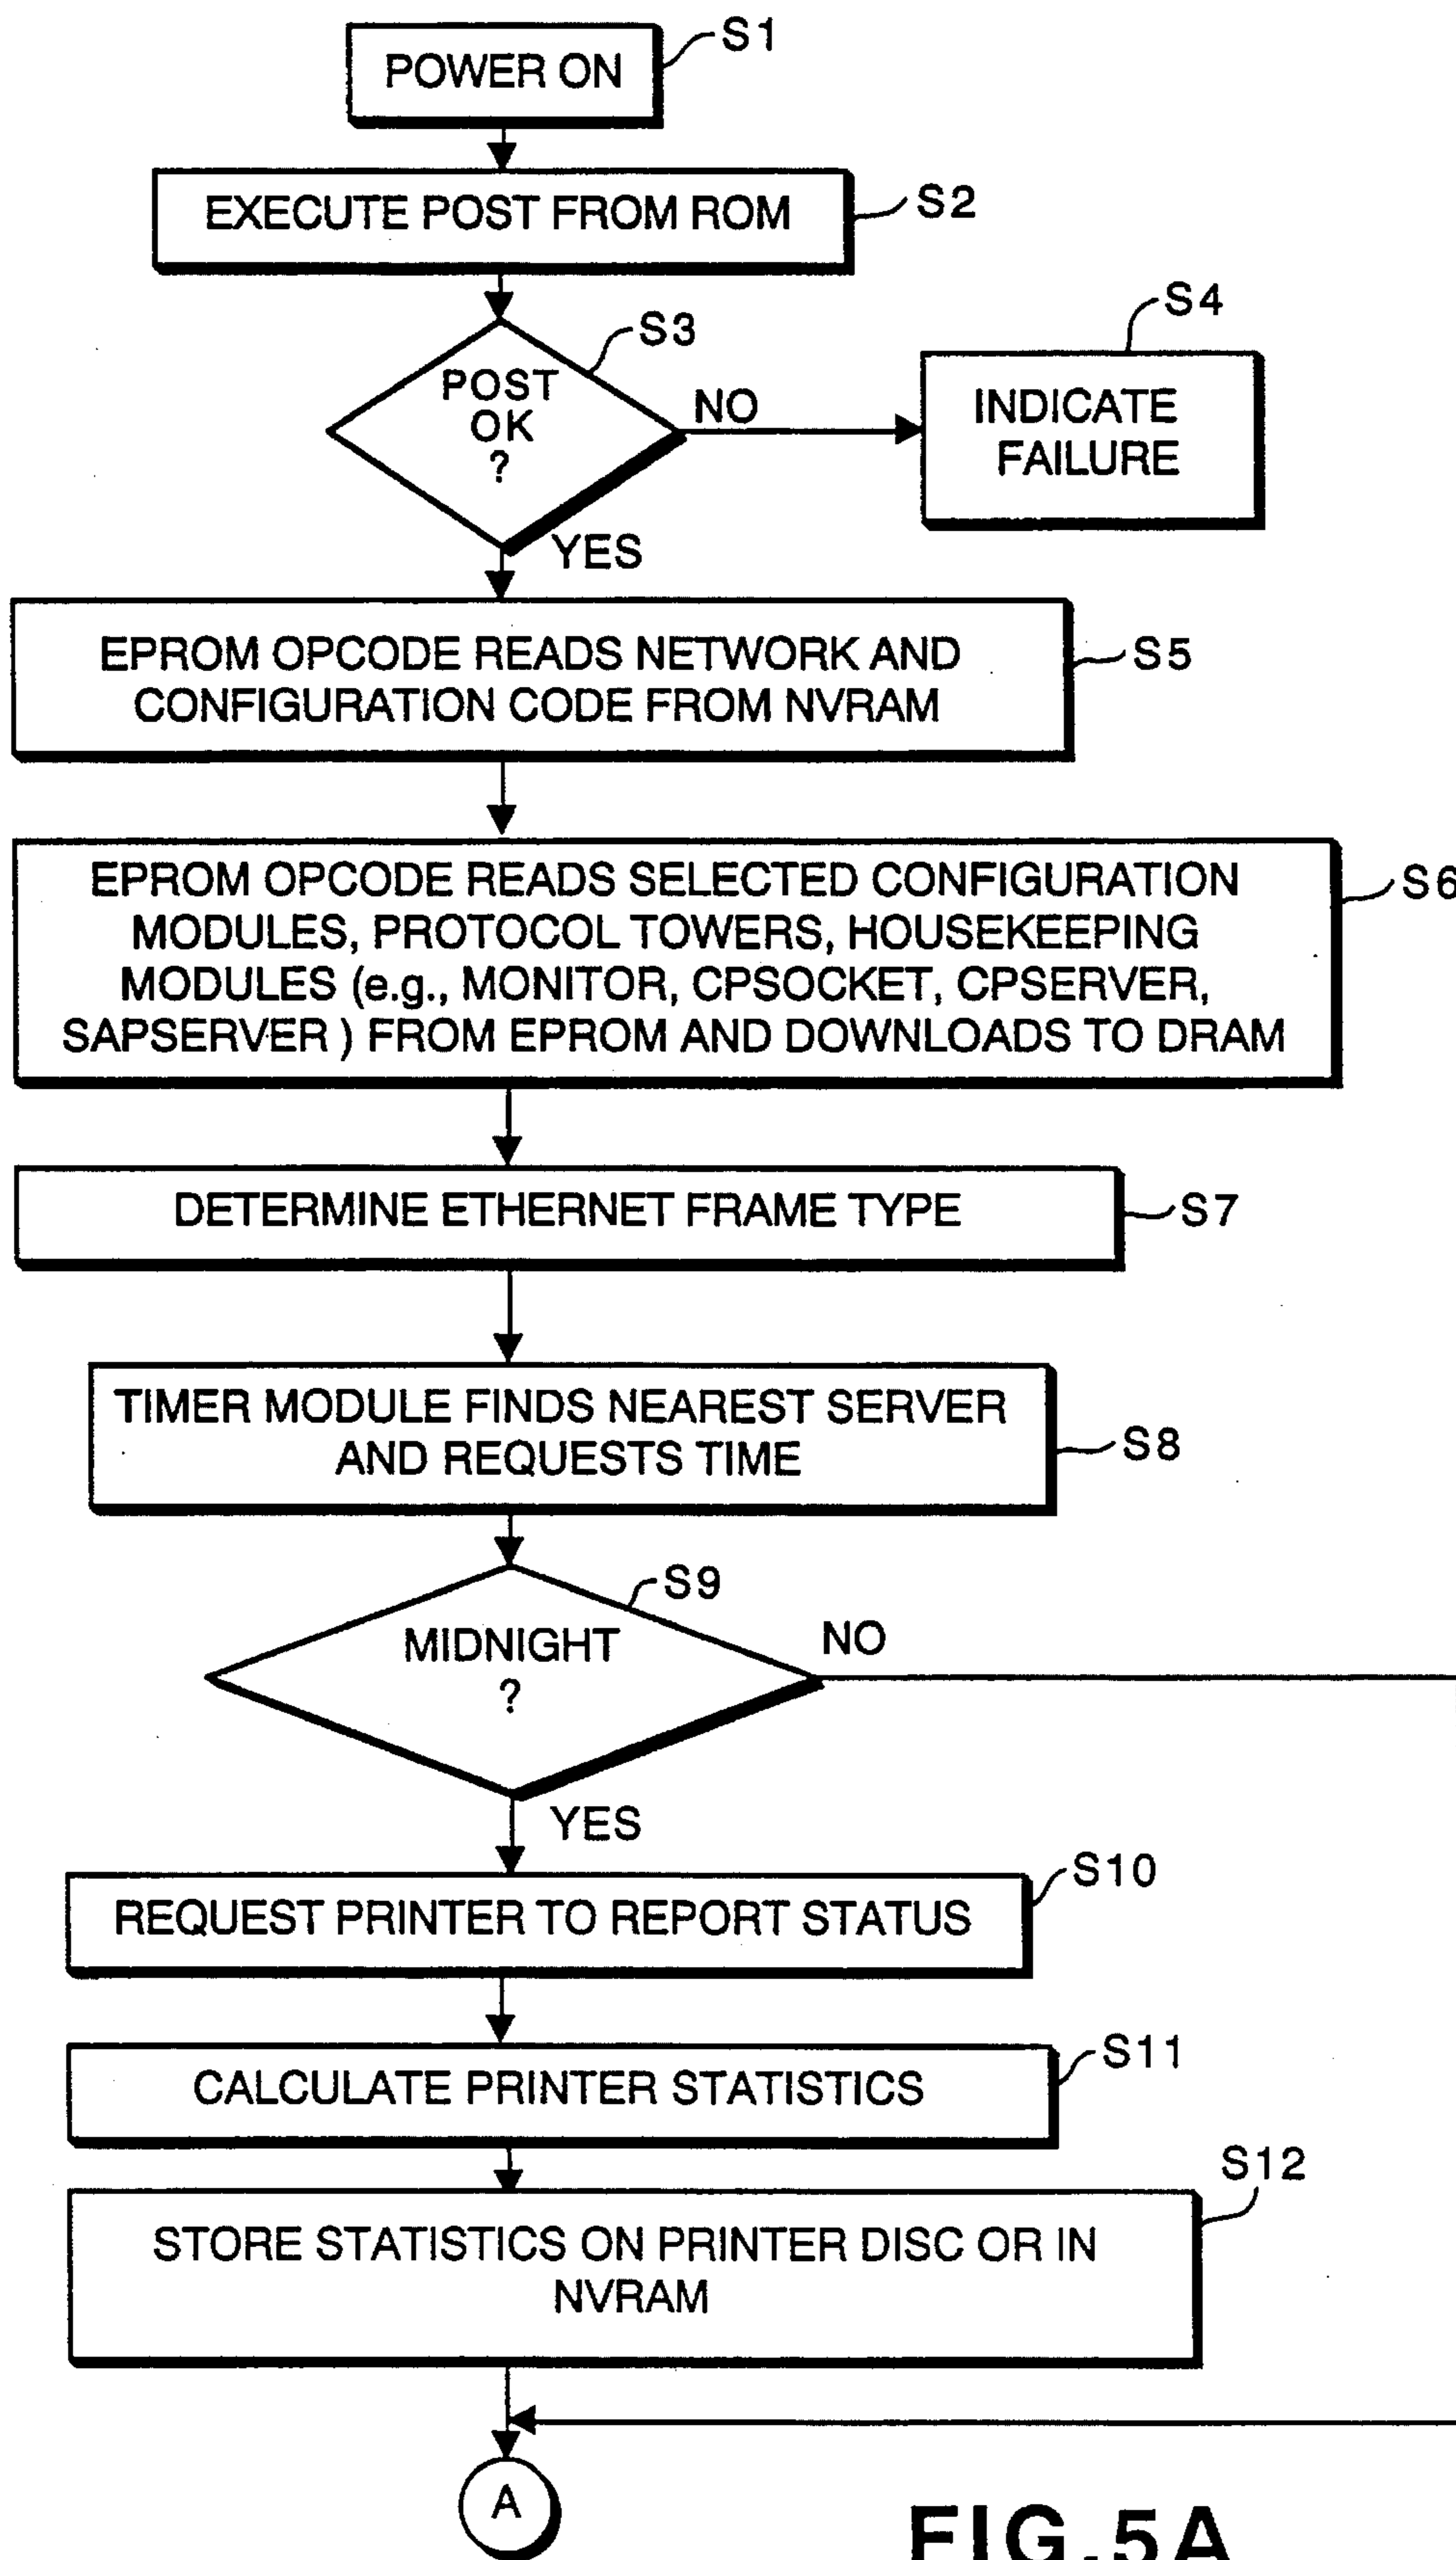 POWER ON
S1
EXECUTE POST FROM ROM
S2
POST
OK
?
S3
NO
S4
INDICATE
FAILURE
YES
EPROM OPCODE READS NETWORK AND
CONFIGURATION CODE FROM NVRAM
S5
EPROM OPCODE READS SELECTED CONFIGURATION
MODULES, PROTOCOL TOWERS, HOUSEKEEPING
MODULES (e.g., MONITOR, CPSOCKET, CPSERVER,
SAPSERVER ) FROM EPROM AND DOWNLOADS TO DRAM
S6
DETERMINE ETHERNET FRAME TYPE
S7
TIMER MODULE FINDS NEAREST SERVER
AND REQUESTS TIME
S8
MIDNIGHT
?
S9
NO
YES
REQUEST PRINTER TO REPORT STATUS
S10
CALCULATE PRINTER STATISTICS
S11
STORE STATISTICS ON PRINTER DISC OR IN
NVRAM
S12
A
FIG.5A